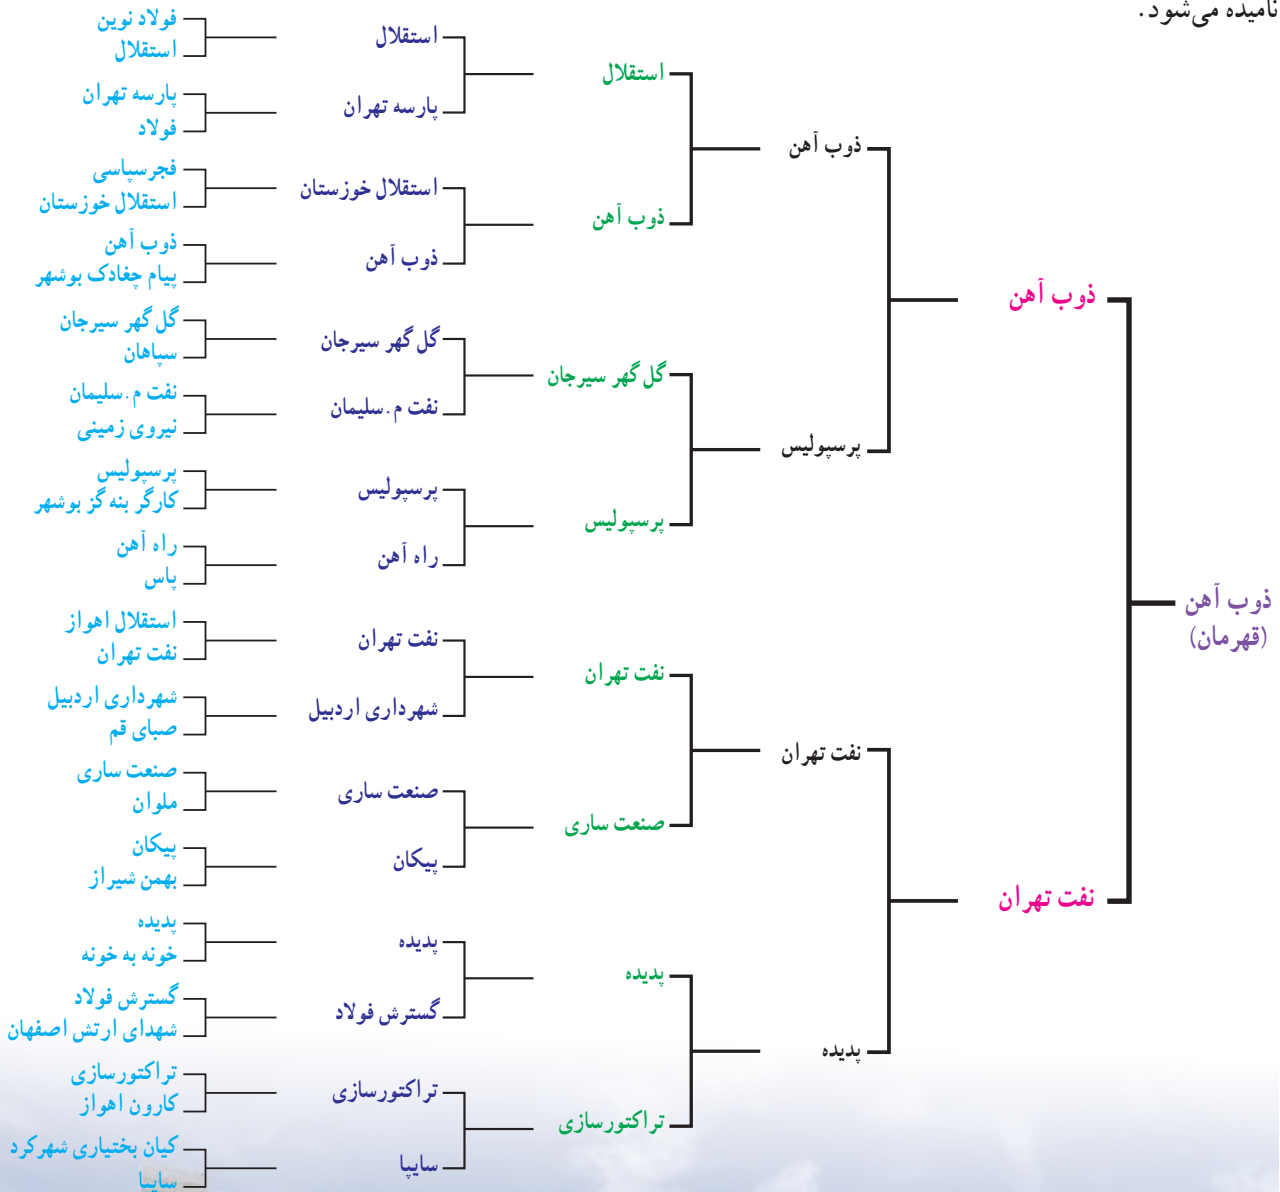 نامیده می‌شود.
فولاد نوین
استقلال
پارسه تهران
فولاد
فجرسپاسی
استقلال خوزستان
ذوب آهن
پیام چغادک بوشهر
گل گهر سیرجان
سپاهان
نفت م.سلیمان
نیروی زمینی
پرسپولیس
کارگر بنه گز بوشهر
راه آهن
پاس
استقلال اهواز
نفت تهران
شهرداری اردبیل
صبای قم
صنعت ساری
ملوان
پیکان
بهمن شیراز
پدیده
خونه به خونه
گسترش فولاد
شهدای ارتش اصفهان
تراکتورسازی
کارون اهواز
کیان بختیاری شهرکرد
سایپا
استقلال
پارسه تهران
استقلال خوزستان
ذوب آهن
گل گهر سیرجان
نفت م.سلیمان
پرسپولیس
راه آهن
نفت تهران
شهرداری اردبیل
صنعت ساری
پیکان
پدیده
گسترش فولاد
تراکتورسازی
سایپا
استقلال
ذوب آهن
گل گهر سیرجان
پرسپولیس
نفت تهران
صنعت ساری
پدیده
تراکتورسازی
ذوب آهن
پرسپولیس
نفت تهران
پدیده
ذوب آهن
نفت تهران
ذوب آهن
(قهرمان)